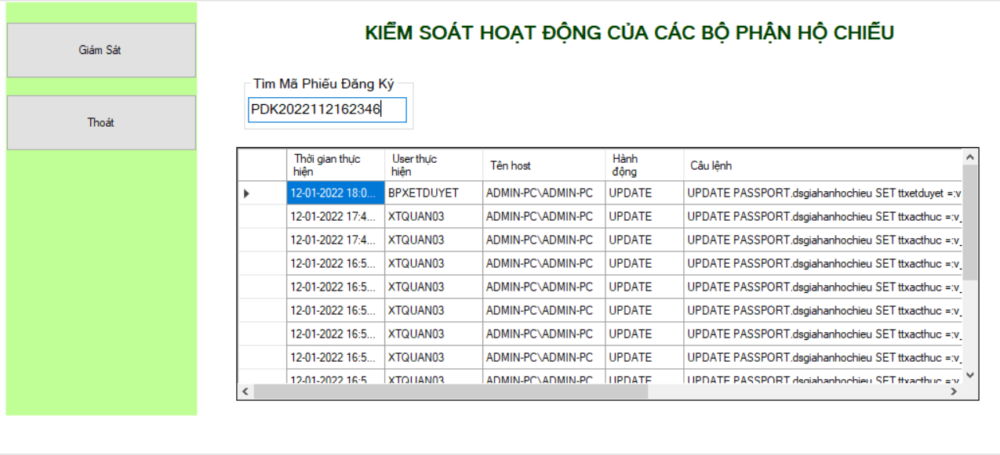 KIỂM SOÁT HOẠT ĐỘNG CỦA CÁC BỘ PHẬN HỘ CHIẾU
Giám Sát
Thoát
Tìm Mã Phiếu Đăng Ký
PDK2022112162346
Thời gian thực hiện User thực hiện Tên host Hành động Câu lệnh
12-01-2022 18:0... BPXETDUYET ADMIN-PC\ADMIN-PC UPDATE UPDATE PASSPORT.dsgiahanhochieu SET ttxetduyet =:v
12-01-2022 17:4... XTQUAN03 ADMIN-PC\ADMIN-PC UPDATE UPDATE PASSPORT.dsgiahanhochieu SET ttxacthuc =:v_
12-01-2022 17:4... XTQUAN03 ADMIN-PC\ADMIN-PC UPDATE UPDATE PASSPORT.dsgiahanhochieu SET ttxacthuc =:v_
12-01-2022 16:5... XTQUAN03 ADMIN-PC\ADMIN-PC UPDATE UPDATE PASSPORT.dsgiahanhochieu SET ttxacthuc =:v_
12-01-2022 16:5... XTQUAN03 ADMIN-PC\ADMIN-PC UPDATE UPDATE PASSPORT.dsgiahanhochieu SET ttxacthuc =:v_
12-01-2022 16:5... XTQUAN03 ADMIN-PC\ADMIN-PC UPDATE UPDATE PASSPORT.dsgiahanhochieu SET ttxacthuc =:v_
12-01-2022 16:5... XTQUAN03 ADMIN-PC\ADMIN-PC UPDATE UPDATE PASSPORT.dsgiahanhochieu SET ttxacthuc =:v_
12-01-2022 16:5... XTQUAN03 ADMIN-PC\ADMIN-PC UPDATE UPDATE PASSPORT.dsgiahanhochieu SET ttxacthuc =:v_
12-01-2022 16:5... XTQUAN03 ADMIN-PC\ADMIN-PC UPDATE UPDATE PASSPORT.dsgiahanhochieu SET ttxacthuc =:v